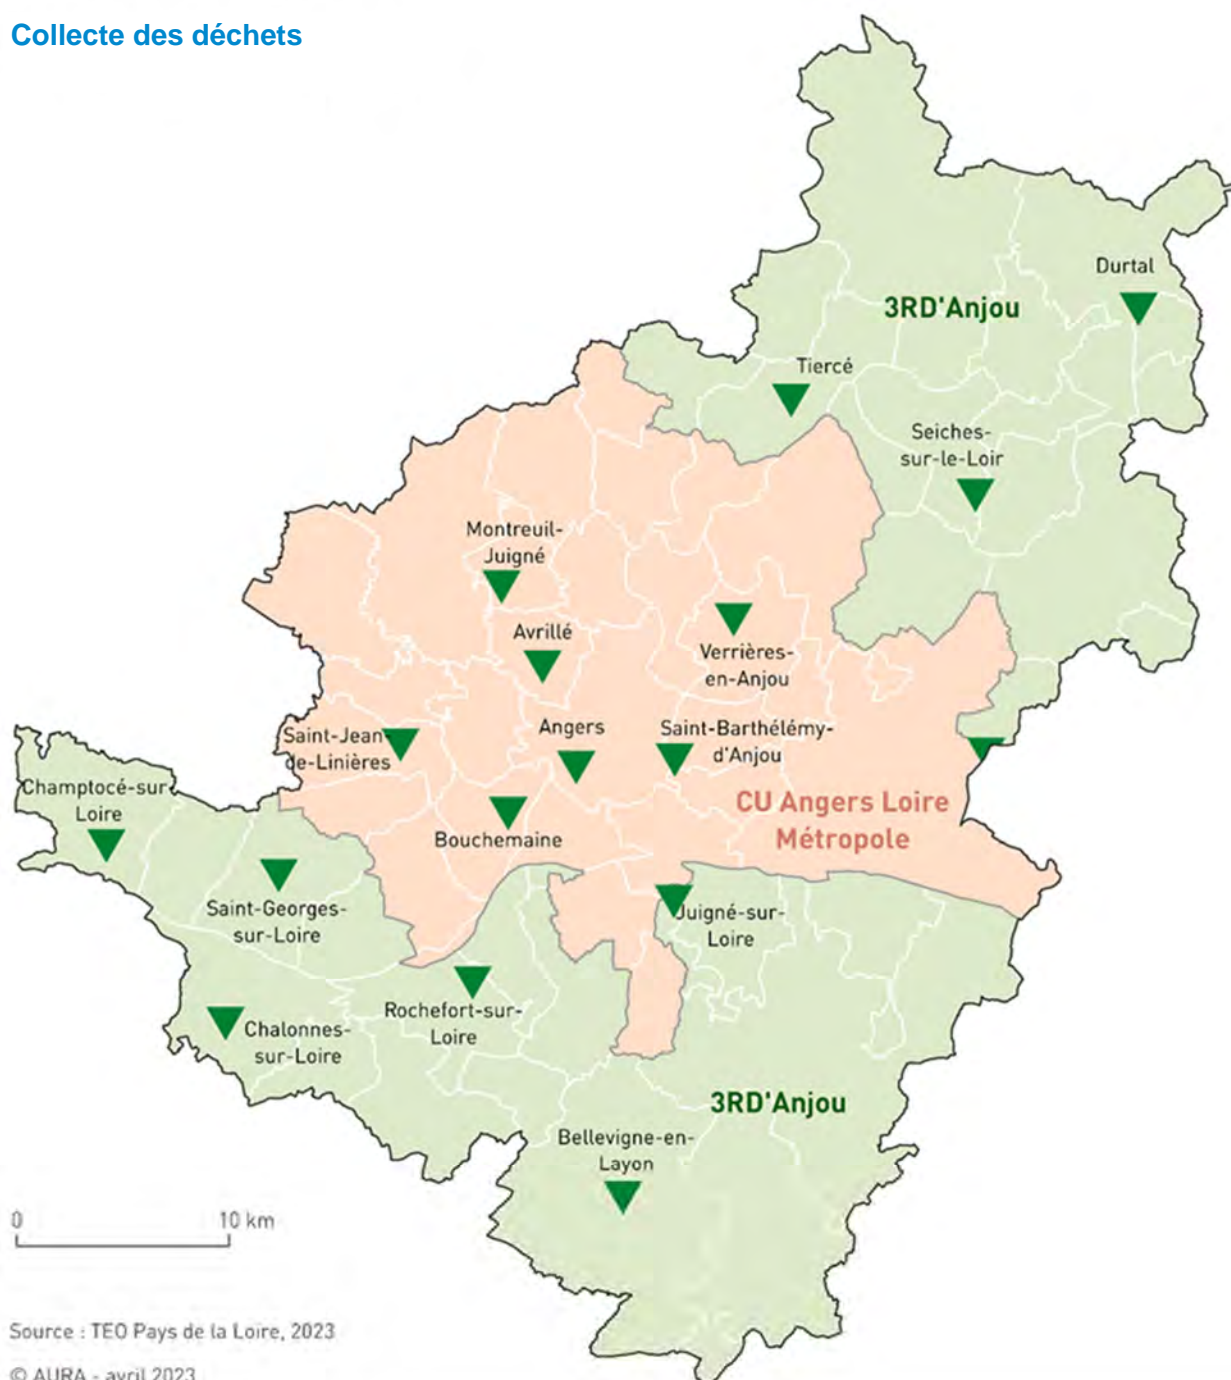 Collecte des déchets
Durtal
3RD'Anjou
Tiercé
Seiches-
sur-le-Loir
Montreuil-
Juigné
Avrillé
Verrières-
en-Anjou
Angers
Saint-Barthélémy-
d'Anjou
Saint-Jean-
de-Linières
Champtocé-sur
Loire
CU Angers Loire
Métropole
Bouchemaine
Saint-Georges-
sur-Loire
Juigné-sur-
Loire
Rochefort-sur-
Loire
Chalonnes-
sur-Loire
3RD'Anjou
Bellevigne-en-
Layon
0 10 km
Source : TEO Pays de la Loire, 2023
© AURA - avril 2023